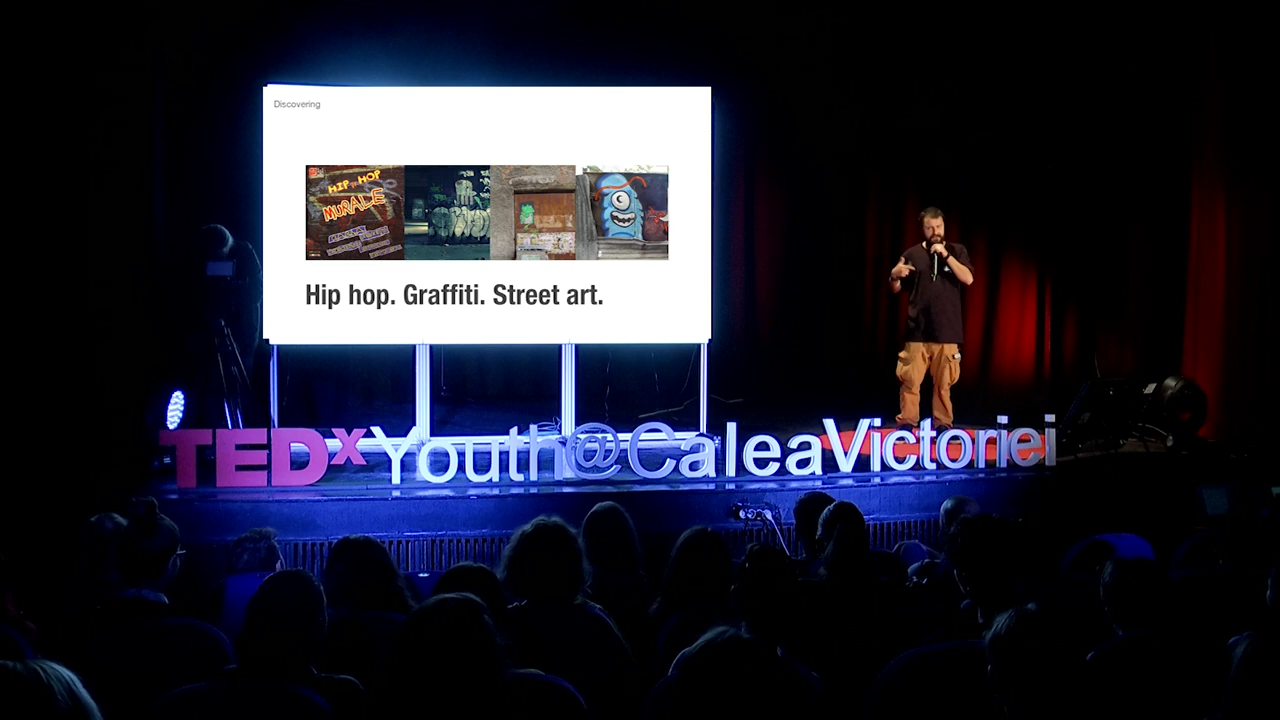 Discovering
HIP HOP
MURALE
Hip hop. Graffiti. Street art.
TEDxYouth@CaleaVictoriei